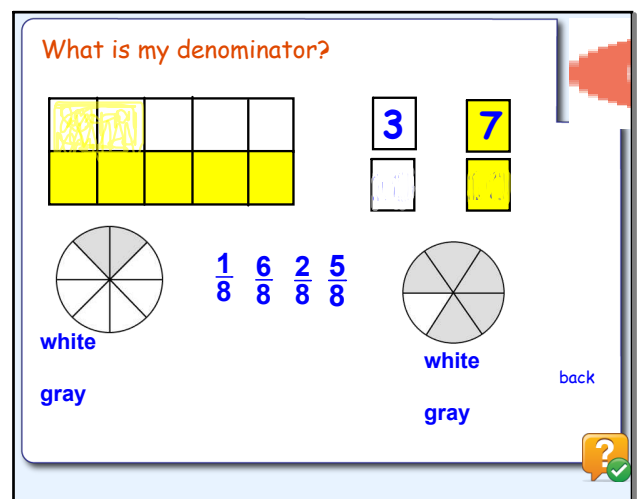 What is my denominator?
3 7
1/8 6/8 2/8 5/8
white
gray
white
gray
back
?